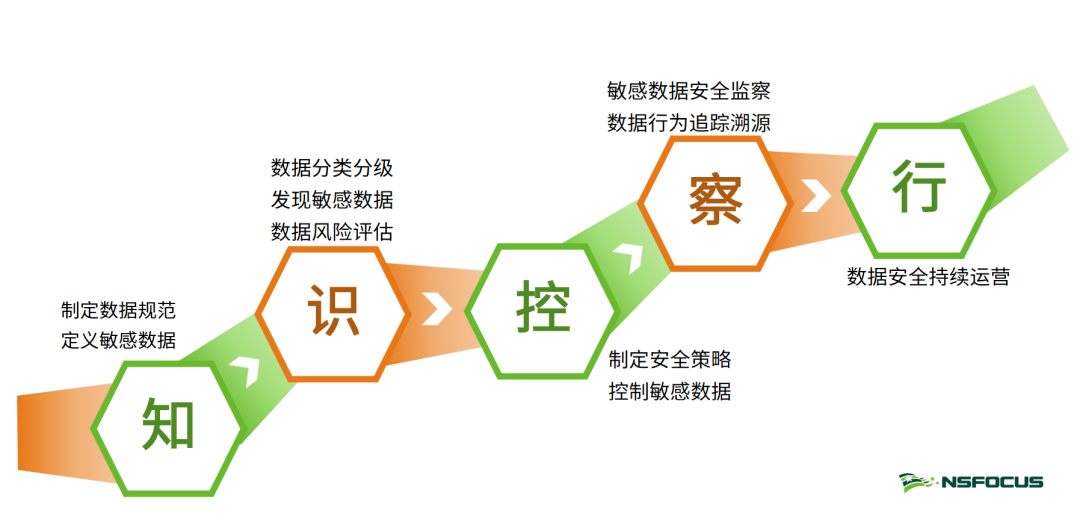 制定数据规范
定义敏感数据
知
数据分类分级
发现敏感数据
数据风险评估
识
控
制定安全策略
控制敏感数据
敏感数据安全监察
数据行为追踪溯源
察
行
数据安全持续运营
NSFOCUS